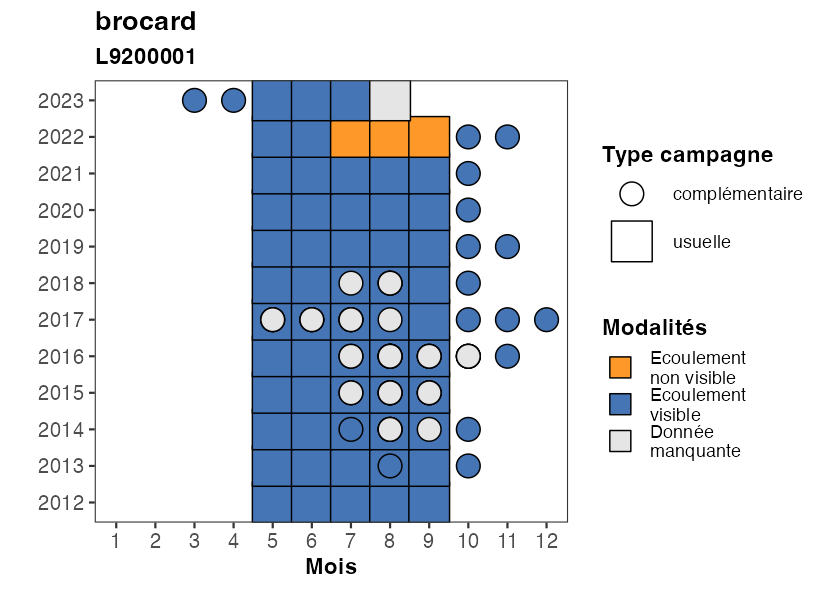 brocard
L9200001
2023
2022
2021
2020
2019
2018
2017
2016
2015
2014
2013
2012
1 2 3 4 5 6 7 8 9 10 11 12
Mois
Type campagne
complémentaire
usuelle
Modalités
Ecoulement
non visible
Ecoulement
visible
Donnée
manquante